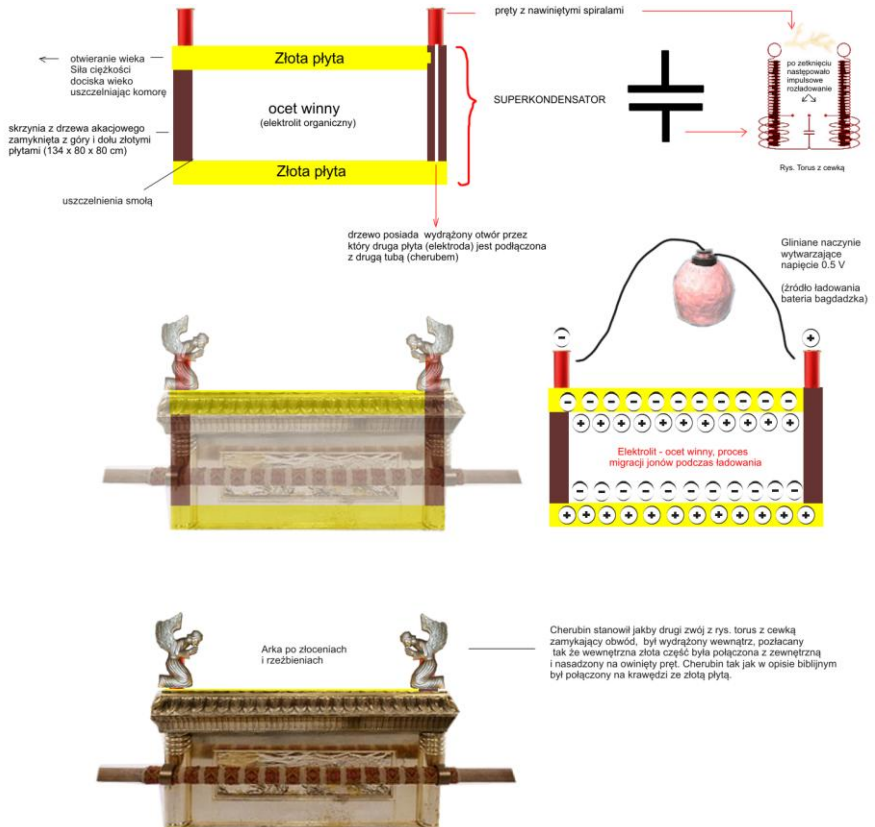 pręty z nawiniętymi spiralami
otwieranie wieka
Siła ciężkości
dociska wieko
uszczelniając komorę
Złota płyta
ocet winny
(elektrolit organiczny)
SUPERKONDENSATOR
po zetknięciu
następowało
impulsowe
rozładowanie
skrzynia z drzewa akacjowego
zamyknięta z góry i dołu złotymi
płytami (134 x 80 x 80 cm)
Złota płyta
Rys. Torus z cewką
uszczelnienia smołą
drzewo posiada wydrążony otwór przez
który druga płyta (elektroda) jest podłączona
z drugą tubą (cherubem)
Gliniane naczynie
wytwarzające
napięcie 0.5 V
(źródło ładowania
bateria bagdadzka)
Elektrolit - ocet winny, proces
migracji jonów podczas ładowania
Arka po złoceniach
i rzeźbieniach
Cherubin stanowił jakby drugi zwój z rys. torus z cewką
zamykający obwód, był wydrążony wewnątrz, pozłacany
tak że wewnętrzna złota część była połączona z zewnętrzną
i nasadzony na owinięty pręt. Cherubin tak jak w opisie biblijnym
był połączony na krawędzi ze złotą płytą.